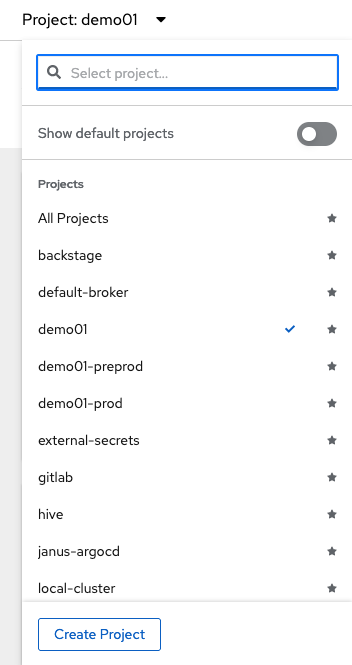 Project: demo01
Select project...
Show default projects
Projects
All Projects
backstage
default-broker
demo01
demo01-preprod
demo01-prod
external-secrets
gitlab
hive
janus-argocd
local-cluster
Create Project